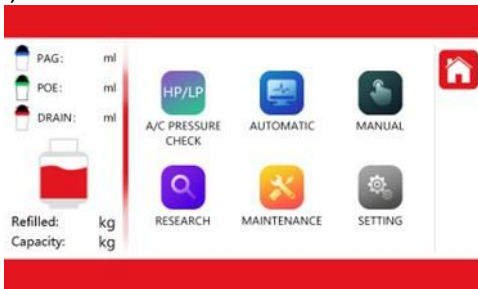 PAG: ml
POE: ml
DRAIN: ml
Refilled: kg
Capacity: kg
HP/LP
A/C PRESSURE
CHECK
AUTOMATIC
MANUAL
RESEARCH
MAINTENANCE
SETTING